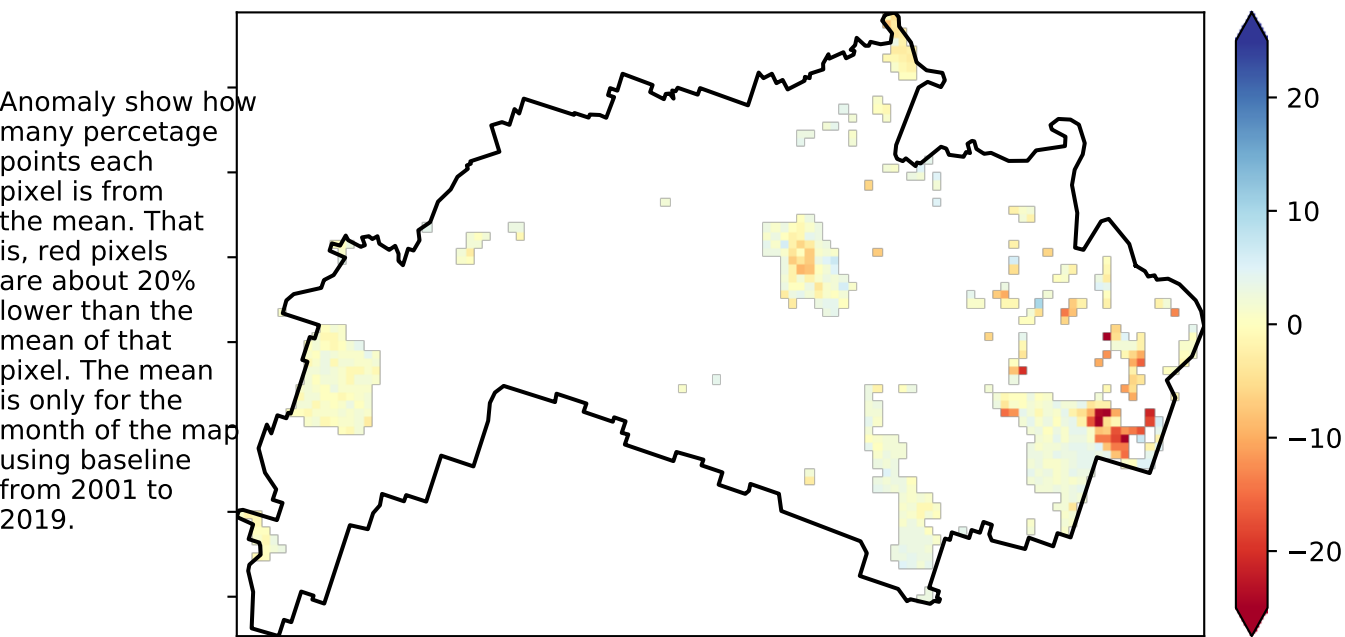 Anomaly show how
many percetage
points each
pixel is from
the mean. That
is, red pixels
are about 20%
lower than the
mean of that
pixel. The mean
is only for the
month of the map
using baseline
from 2001 to
2019.
20
10
0
−10
−20